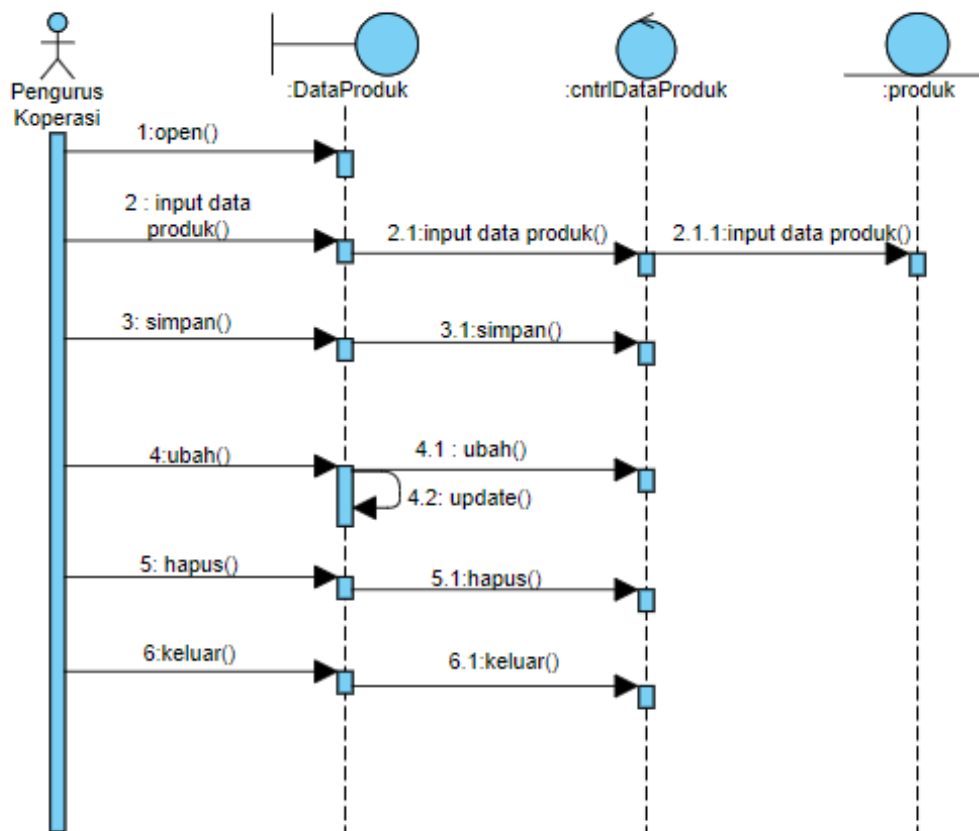 Pengurus
Koperasi
:DataProduk
:cntrlDataProduk
:produk
1:open()
2 : input data
produk()
2.1:input data produk()
2.1.1:input data produk()
3: simpan()
3.1:simpan()
4:ubah()
4.1 : ubah()
4.2: update()
5: hapus()
5.1:hapus()
6:keluar()
6.1:keluar()